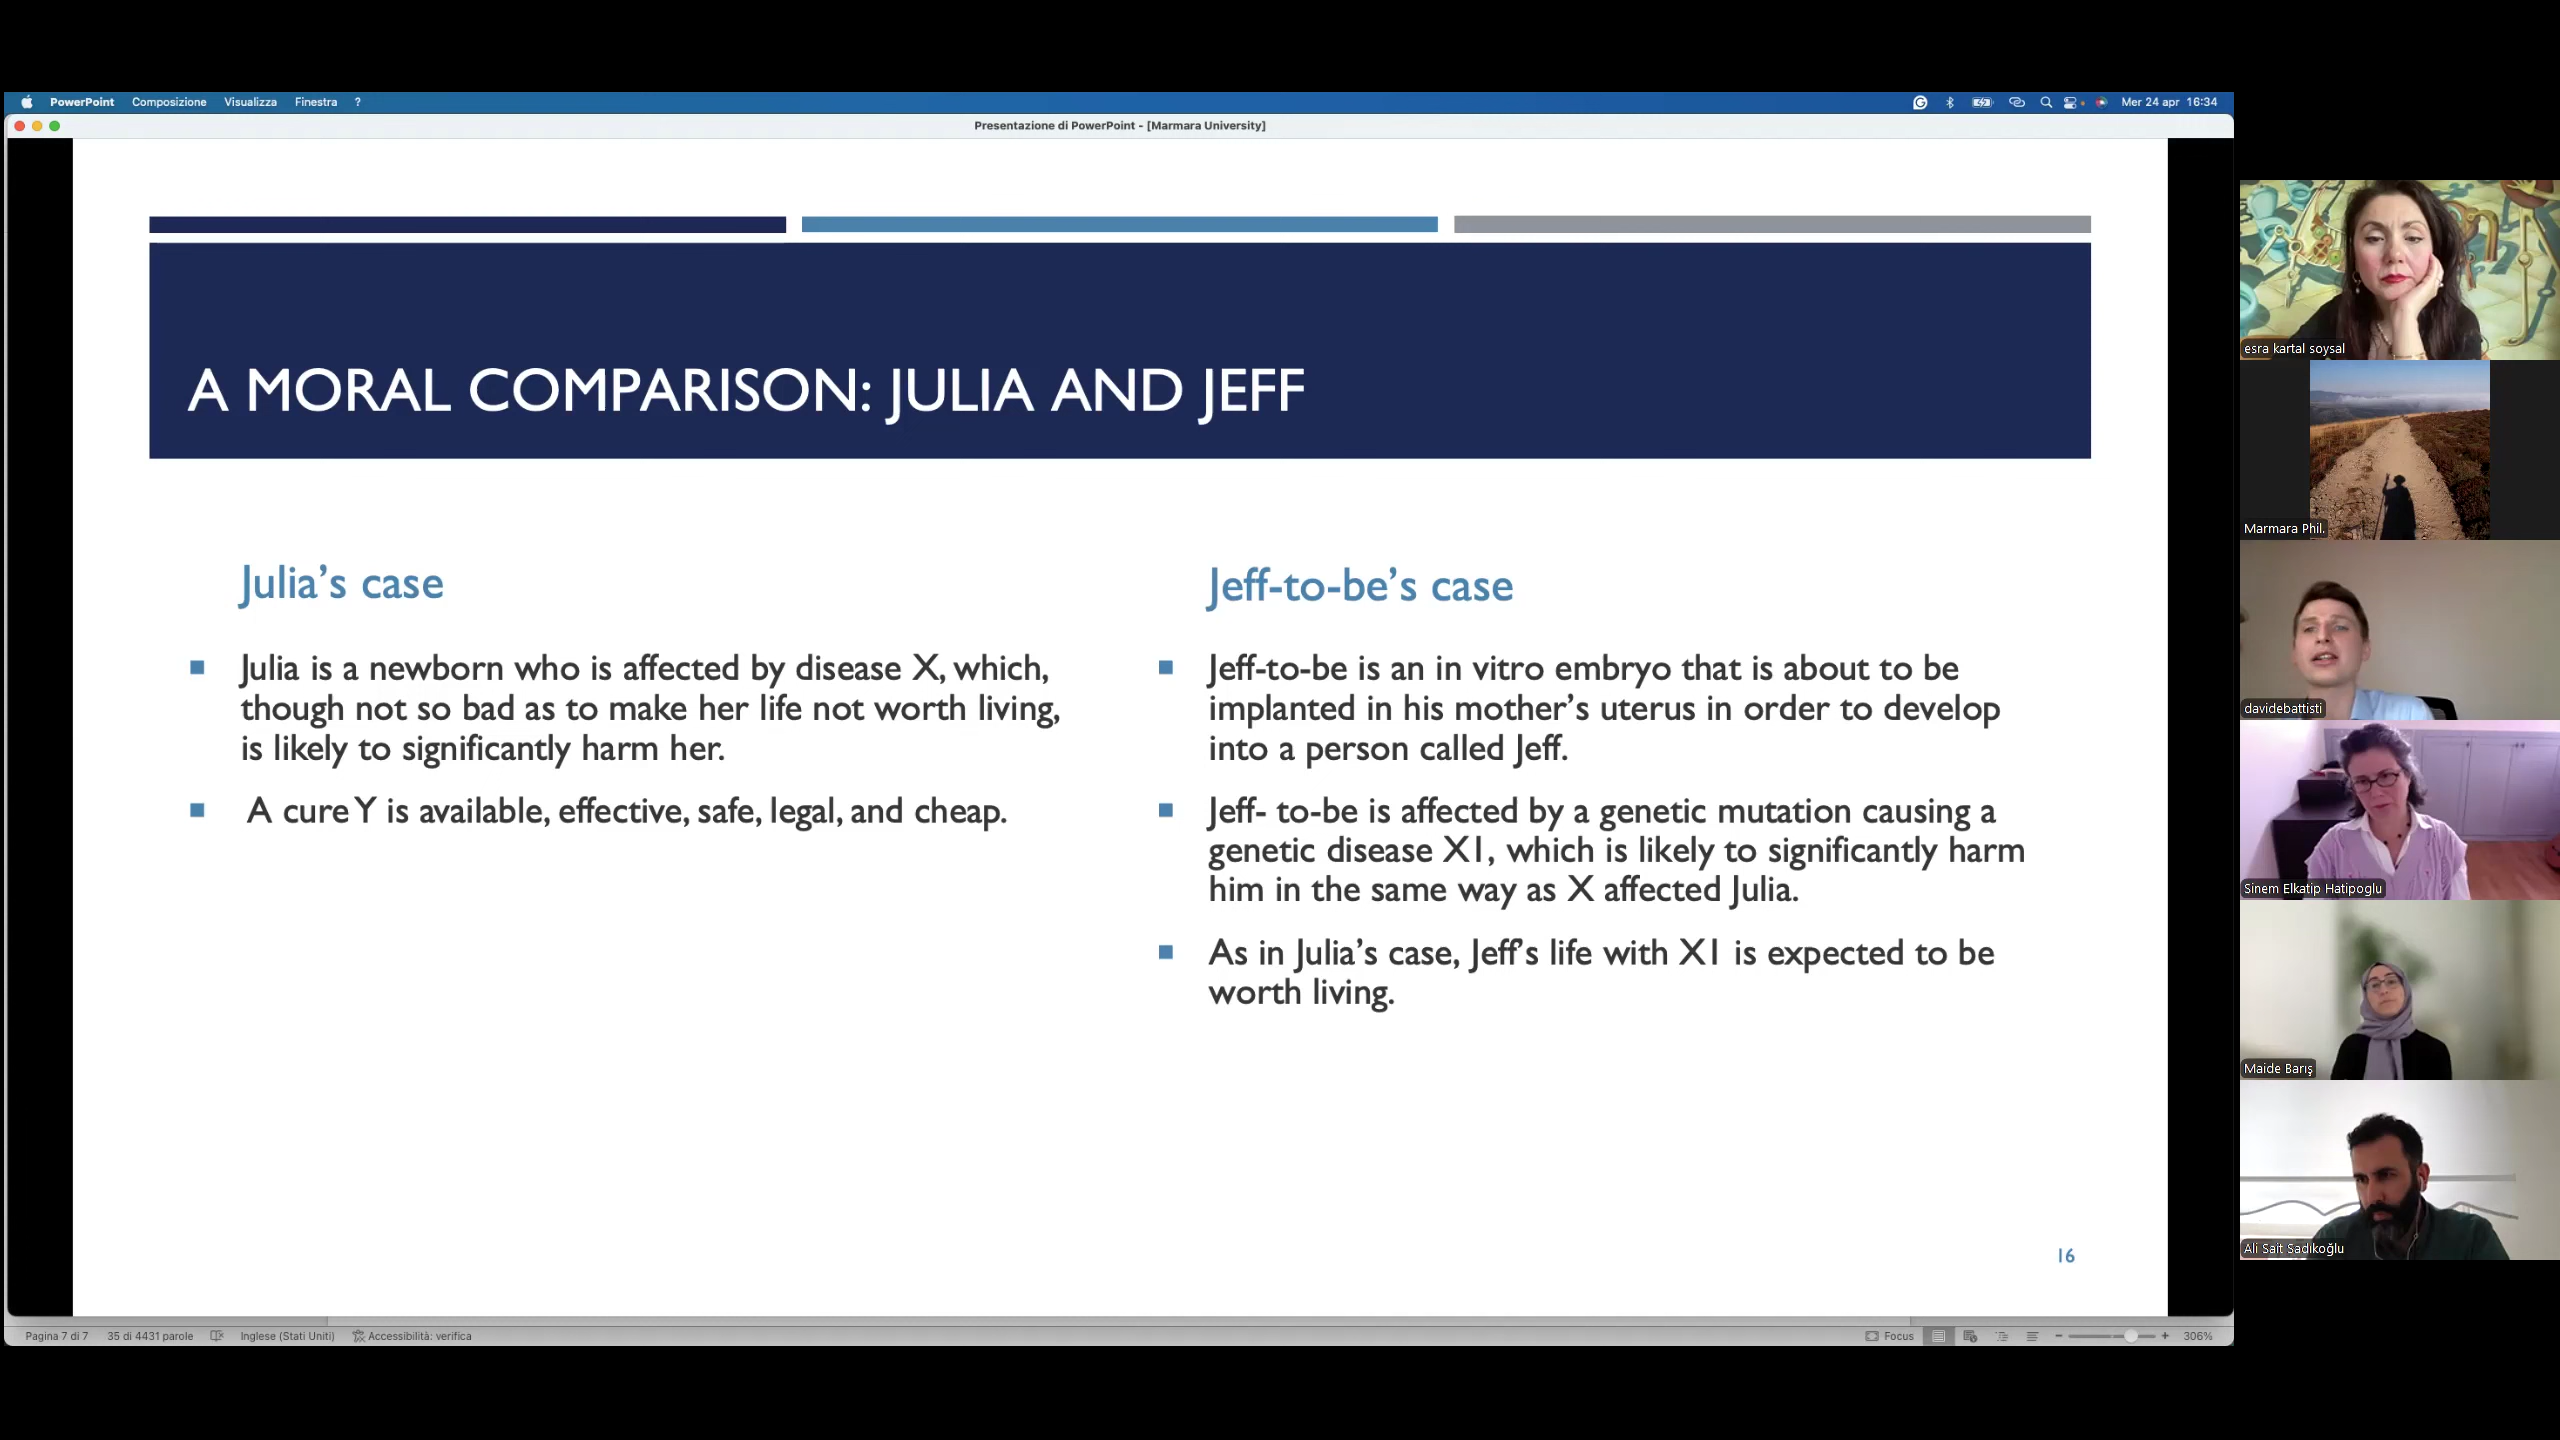 PowerPoint Composizione Visualizza Finestra ?
Mer 24 apr 16:34
Presentazione di PowerPoint - [Marmara University]
A MORAL COMPARISON: JULIA AND JEFF
Julia’s case
Julia is a newborn who is affected by disease X, which,
though not so bad as to make her life not worth living,
is likely to significantly harm her.
A cure Y is available, effective, safe, legal, and cheap.
Jeff-to-be’s case
Jeff-to-be is an in vitro embryo that is about to be
implanted in his mother’s uterus in order to develop
into a person called Jeff.
Jeff- to-be is affected by a genetic mutation causing a
genetic disease X1, which is likely to significantly harm
him in the same way as X affected Julia.
As in Julia’s case, Jeff’s life with X1 is expected to be
worth living.
16
Pagina 7 di 7 35 di 4431 parole Inglese (Stati Uniti) Accessibilità: verifica
Focus 306%
esra kartal soysal
Marmara Phil.
davidebattisti
Sinem Elkatip Hatipoglu
Maide Barış
Ali Sait Sadıkoğlu